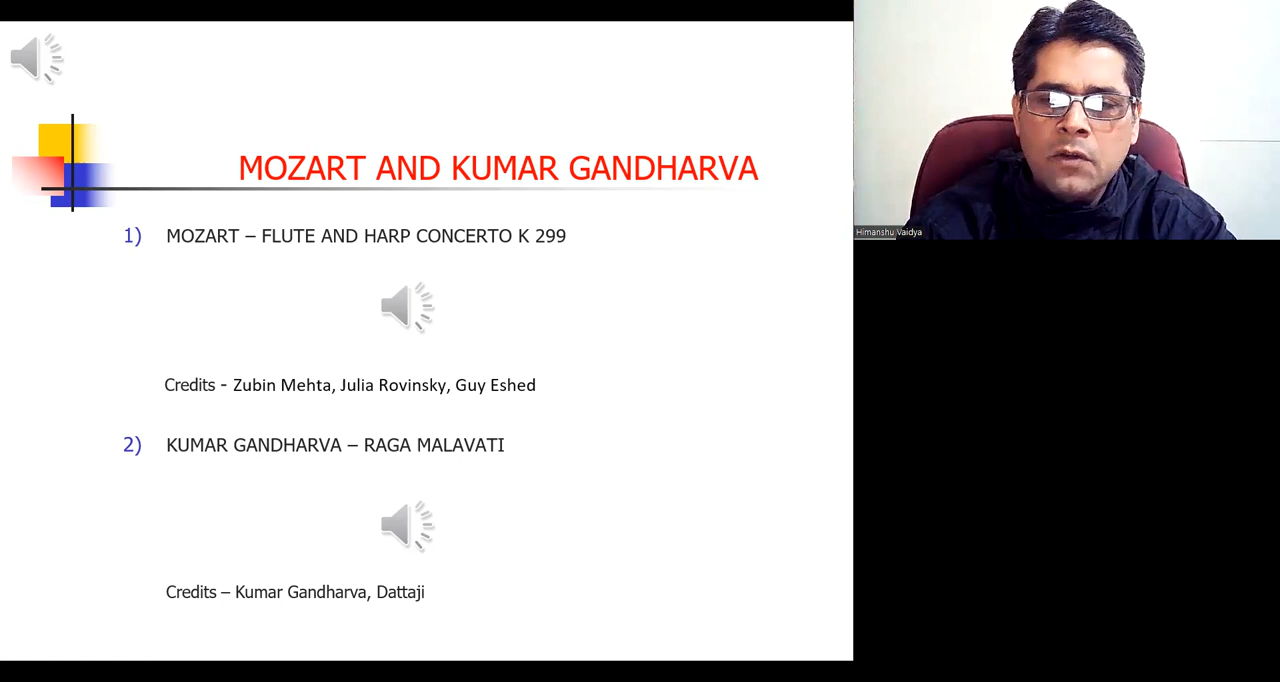 MOZART AND KUMAR GANDHARVA
1) MOZART – FLUTE AND HARP CONCERTO K 299
Credits - Zubin Mehta, Julia Rovinsky, Guy Eshed
2) KUMAR GANDHARVA – RAGA MALAVATI
Credits – Kumar Gandharva, Dattaji
Himanshu Vaidya